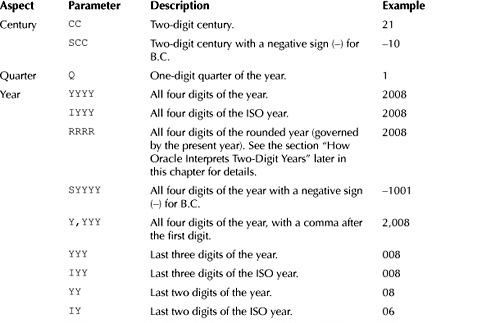 Aspect Parameter Description Example
Century CC Two-digit century. 21
SCC Two-digit century with a negative sign (–) for –10
B.C.
Quarter Q One-digit quarter of the year. 1
Year YYYY All four digits of the year. 2008
IYYY All four digits of the ISO year. 2008
RRRR All four digits of the rounded year (governed 2008
by the present year). See the section “How
Oracle Interprets Two-Digit Years” later in
this chapter for details.
SYYYY All four digits of the year with a negative sign –1001
(–) for B.C.
Y,YYY All four digits of the year, with a comma after 2,008
the first digit.
YYY Last three digits of the year. 008
IYY Last three digits of the ISO year. 008
YY Last two digits of the year. 08
IY Last two digits of the ISO year. 06